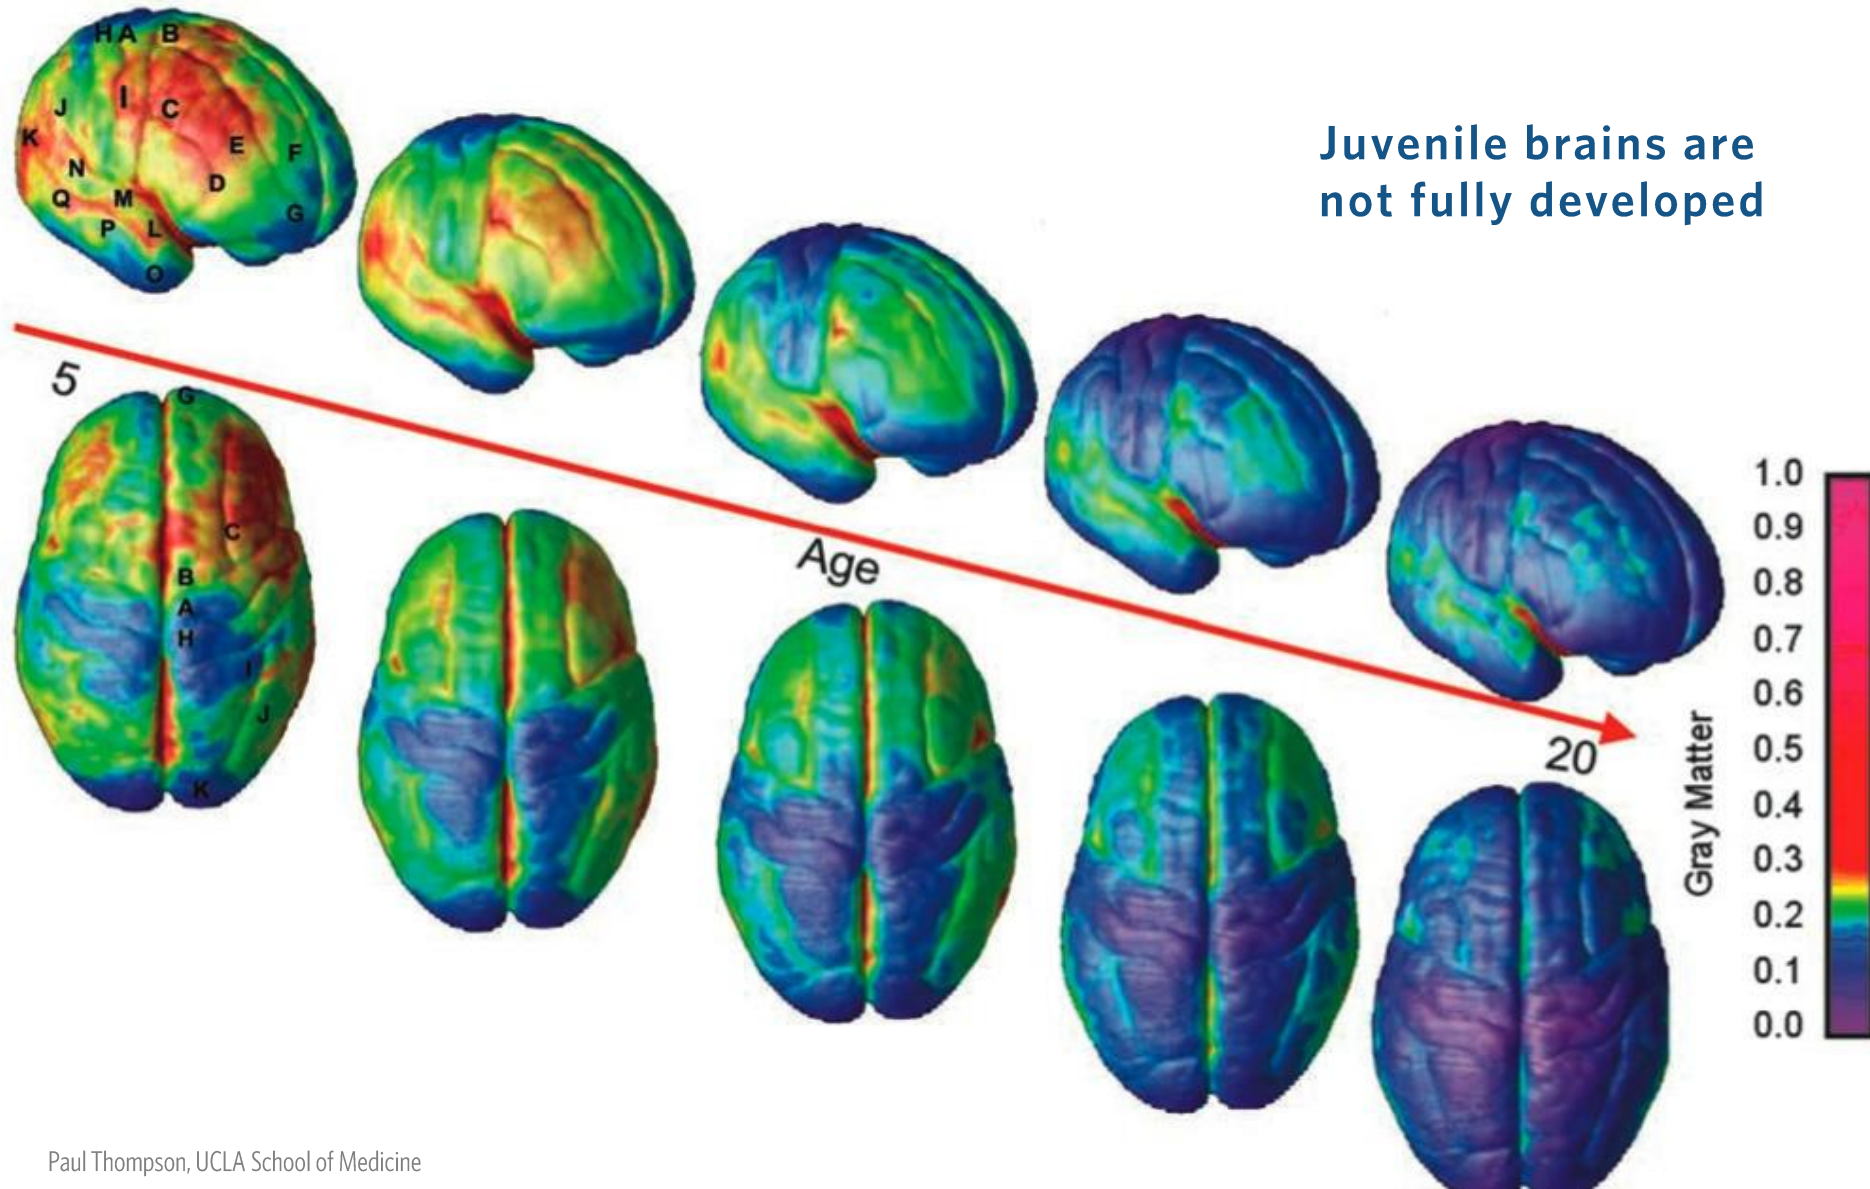 Juvenile brains are
not fully developed
H A B
I C
J
K E F
N D
Q M G
P L
O
5
Age
20
G
C
B
A
H
I
J
K
Gray Matter
1.0
0.9
0.8
0.7
0.6
0.5
0.4
0.3
0.2
0.1
0.0
Paul Thompson, UCLA School of Medicine